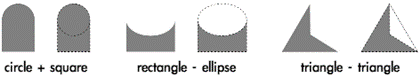 circle + square
rectangle - ellipse
triangle - triangle